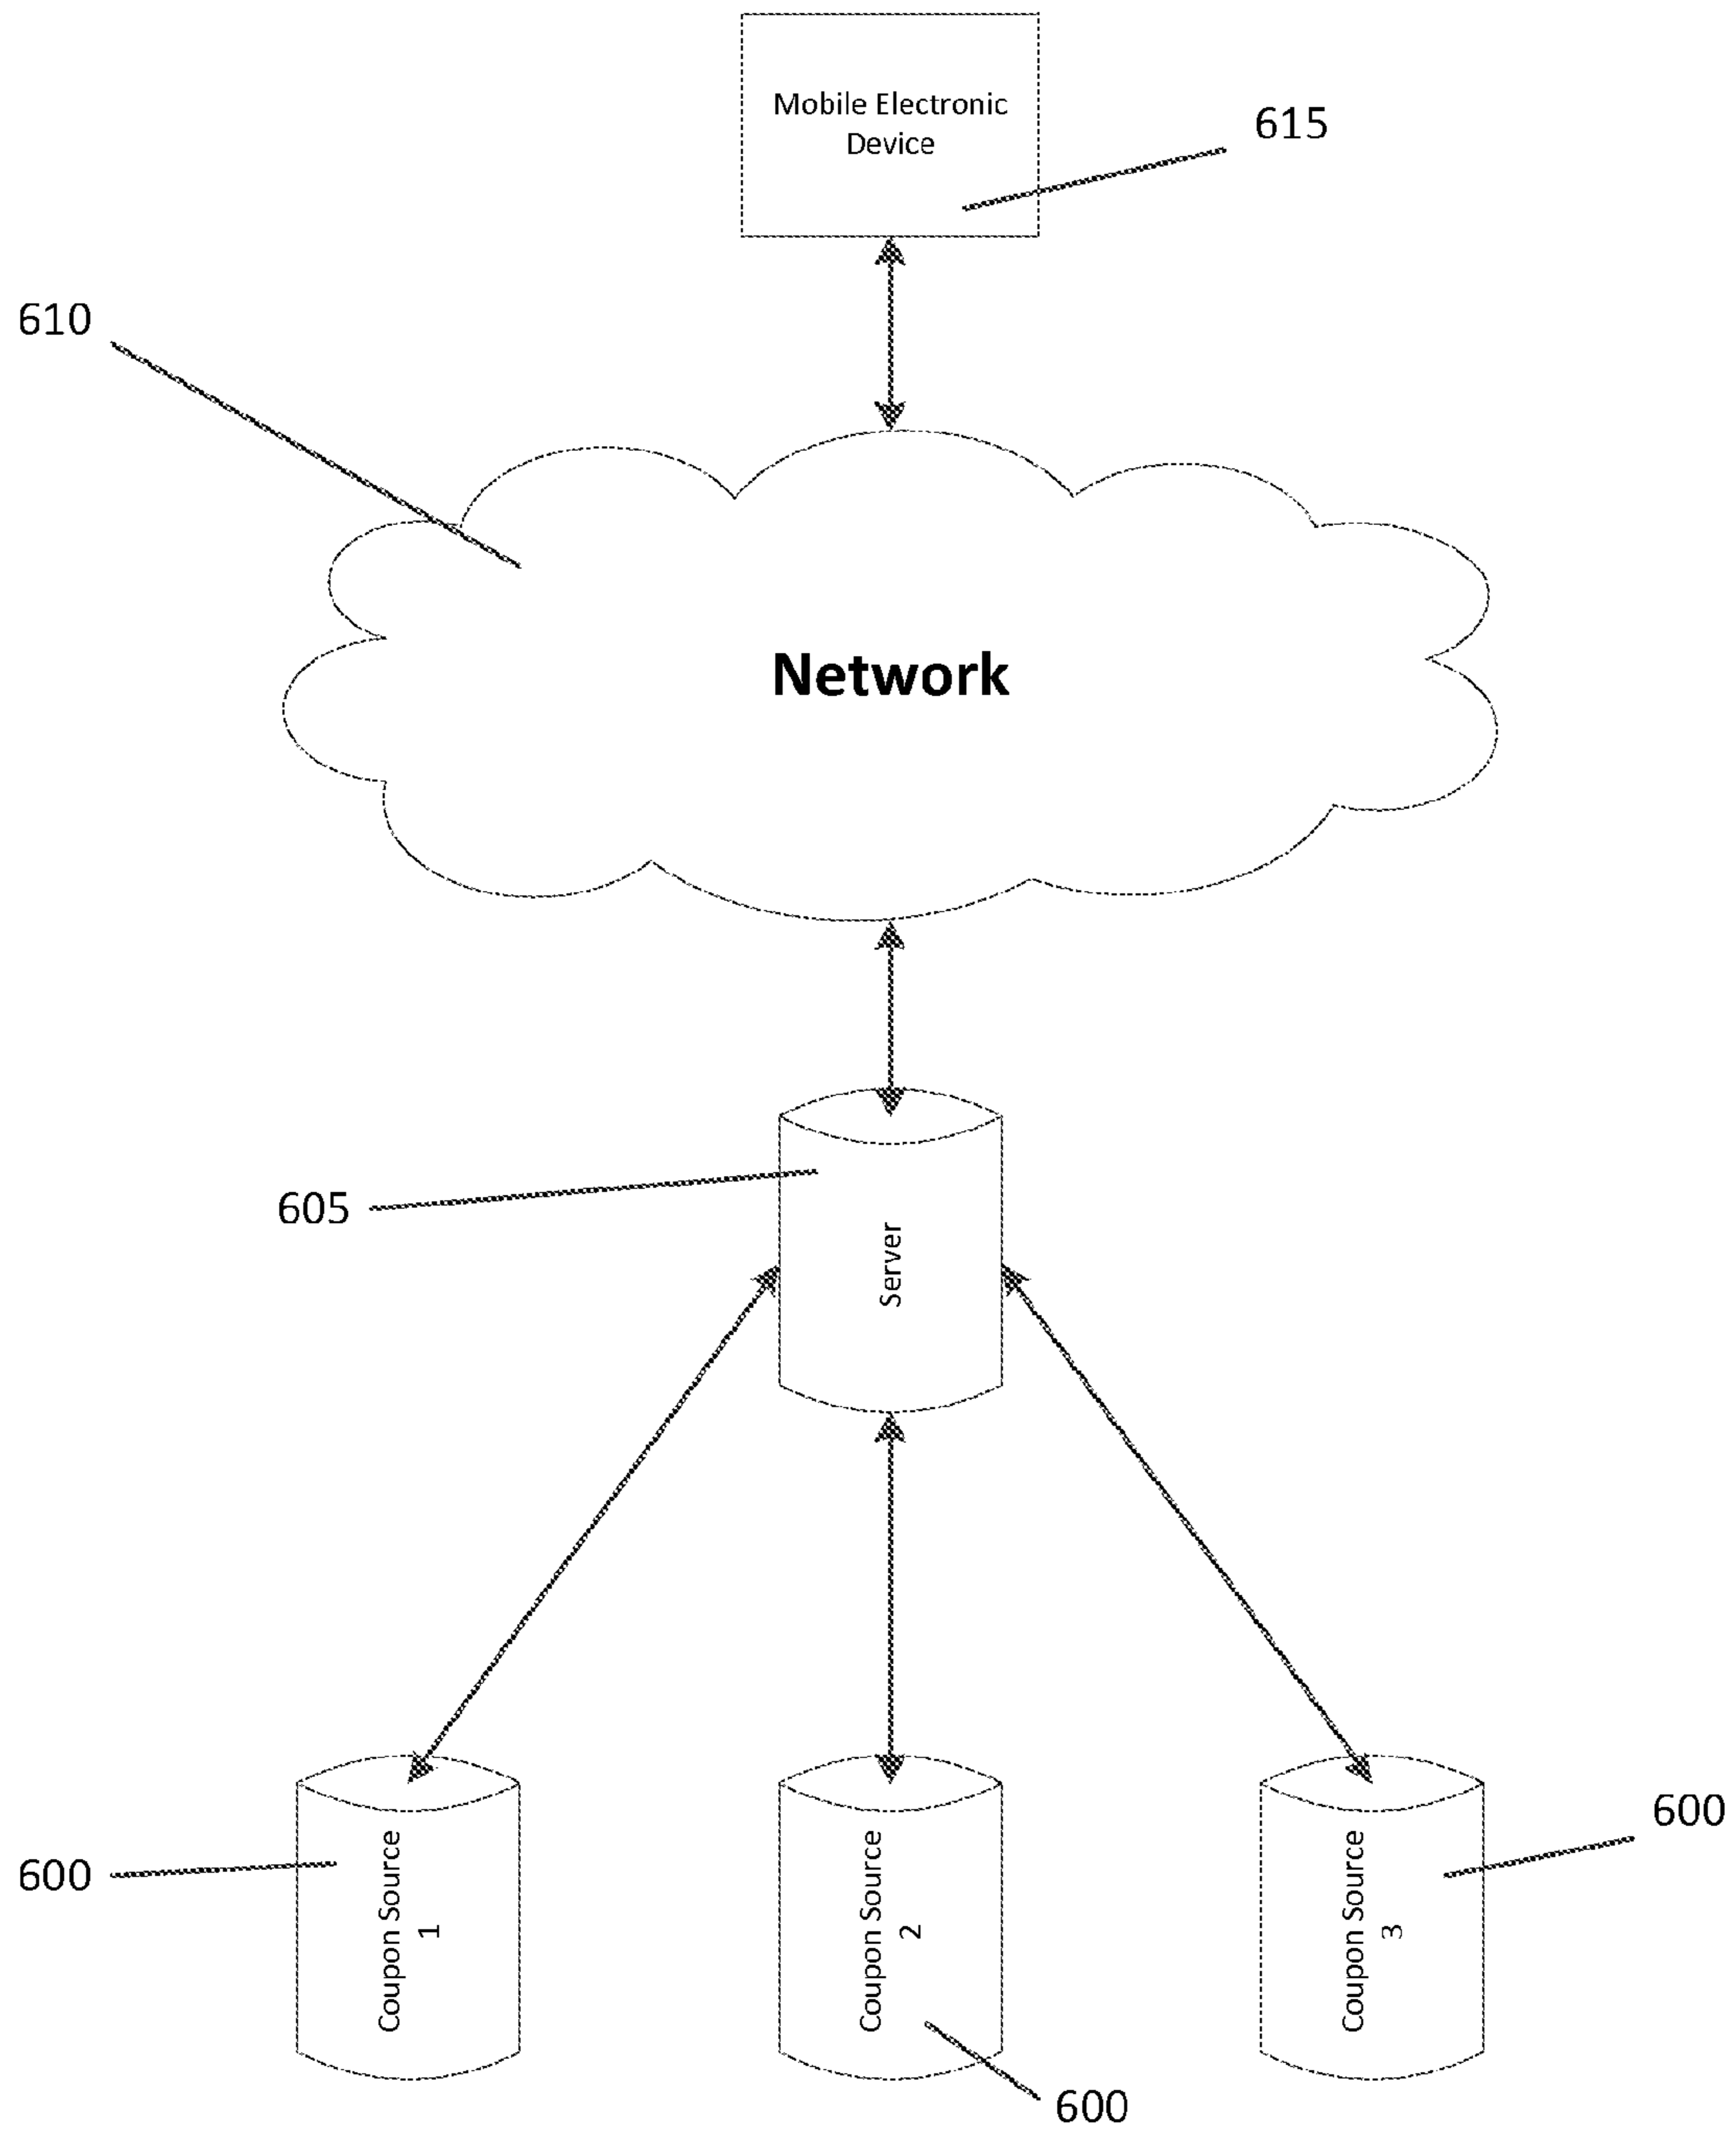 Mobile Electronic
Device
615
610
Network
605
Server
Coupon Source
1
600
Coupon Source
2
600
Coupon Source
3
600